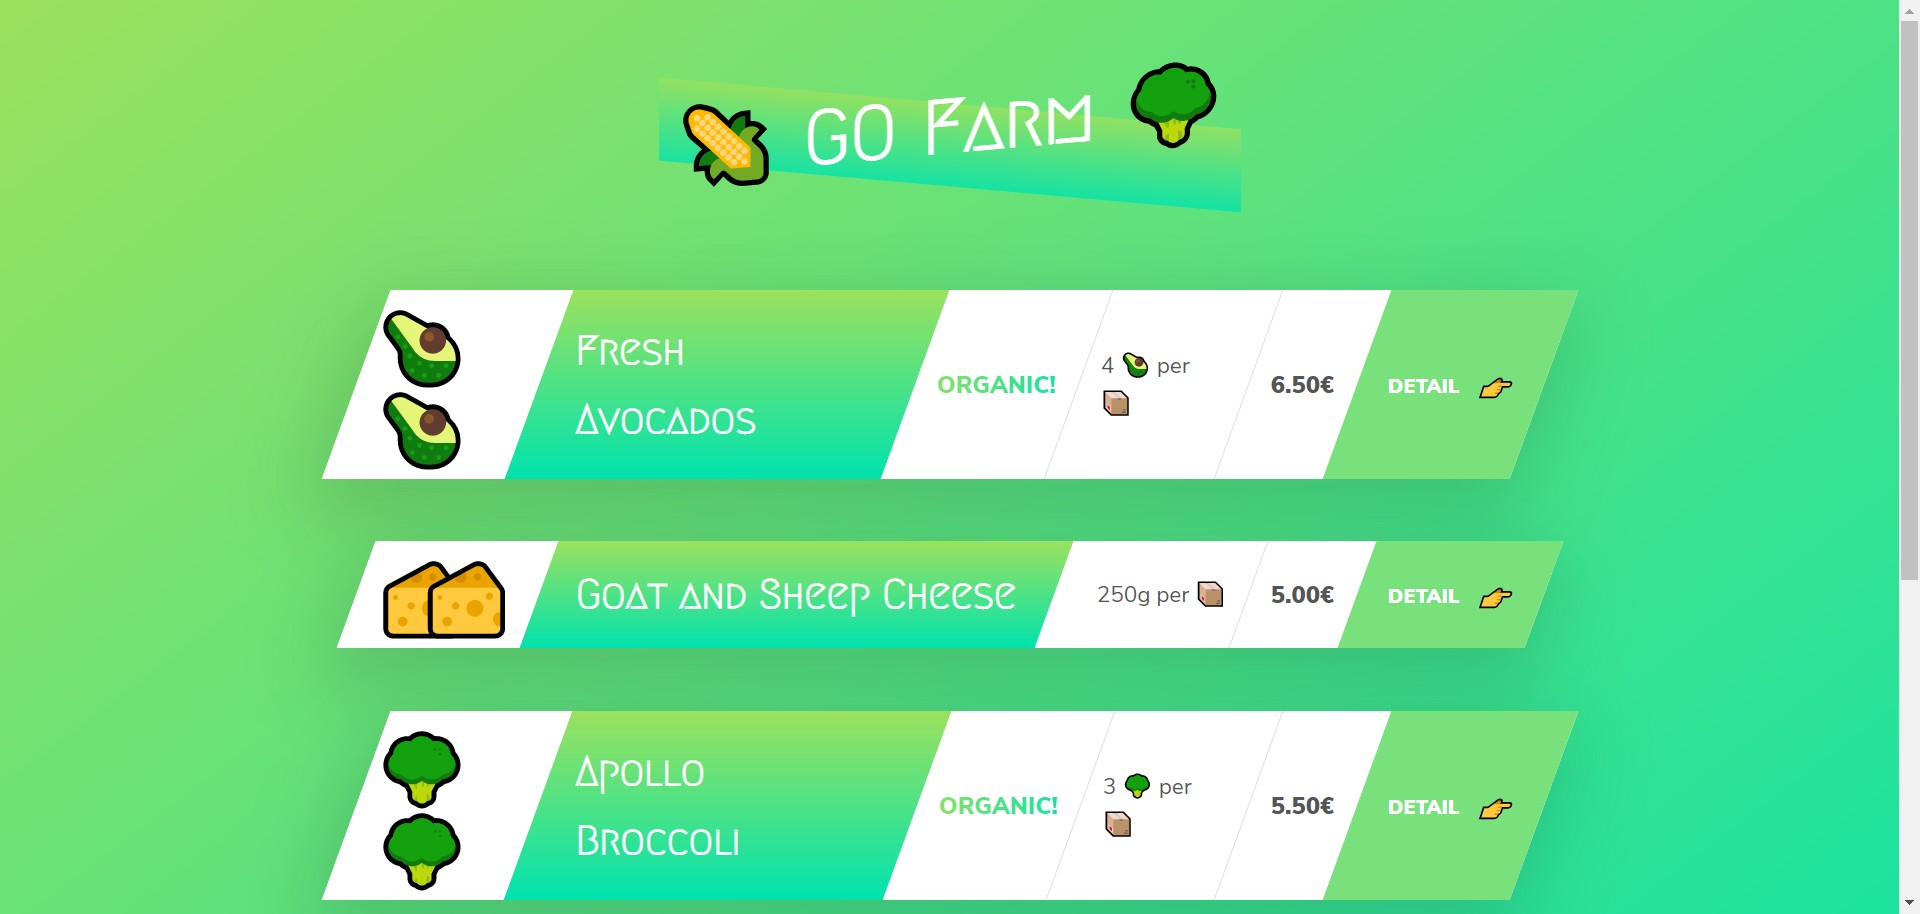 GO FARM
Fresh
Avocados
ORGANIC!
4 🥑 per
📦
6.50€
DETAIL 👉
Goat and Sheep Cheese
250g per 📦
5.00€
DETAIL 👉
Apollo
Broccoli
ORGANIC!
3 🥦 per
📦
5.50€
DETAIL 👉